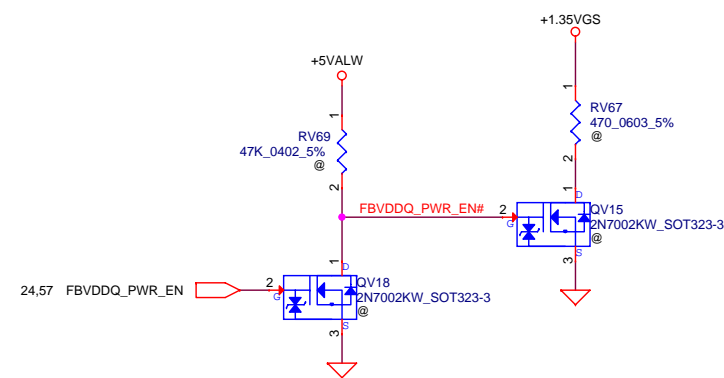 +1.35VGS
+5VALW
1
RV67
470_0603_5%
@
2
1
RV69
47K_0402_5%
@
2
FBVDDQ_PWR_EN#
2
G
1
D
QV15
2N7002KW_SOT323-3
@
S
3
24,57 FBVDDQ_PWR_EN
2
G
1
D
QV18
2N7002KW_SOT323-3
@
S
3